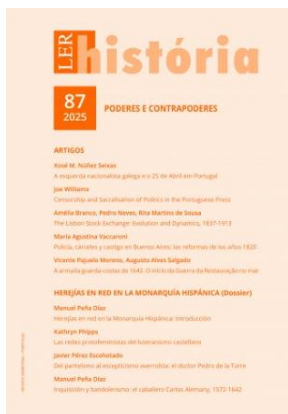 LER
história
87
2025
PODERES E CONTRAPODERES
ARTIGOS
Xosé M. Núñez Seixas
A esquerda nacionalista galega e o 25 de Abril em Portugal
Joe Williams
Censorship and Sacralisation of Politics in the Portuguese Press
Amélia Branco, Pedro Neves, Rita Martins de Sousa
The Lisbon Stock Exchange: Evolution and Dynamics, 1837-1913
María Agustina Vaccaroni
Policía, cárceles y castigo en Buenos Aires: las reformas de los años 1820
Vicente Pajuelo Moreno, Augusto Alves Salgado
A armada guarda-costas de 1640. O início da Guerra da Restauração no mar
HEREJÍAS EN RED EN LA MONARQUÍA HISPÁNICA (Dossier)
Manuel Peña Díaz
Herejías en red en la Monarquía Hispánica: introducción
Kathryn Phipps
Las redes protofeministas del luteranismo castellano
Javier Pérez Escohotado
Del panteísmo al escepticismo averroísta: el doctor Pedro de la Torre
Manuel Peña Díaz
Inquisición y bandolerismo: el caballero Carlos Alemany, 1572-1642